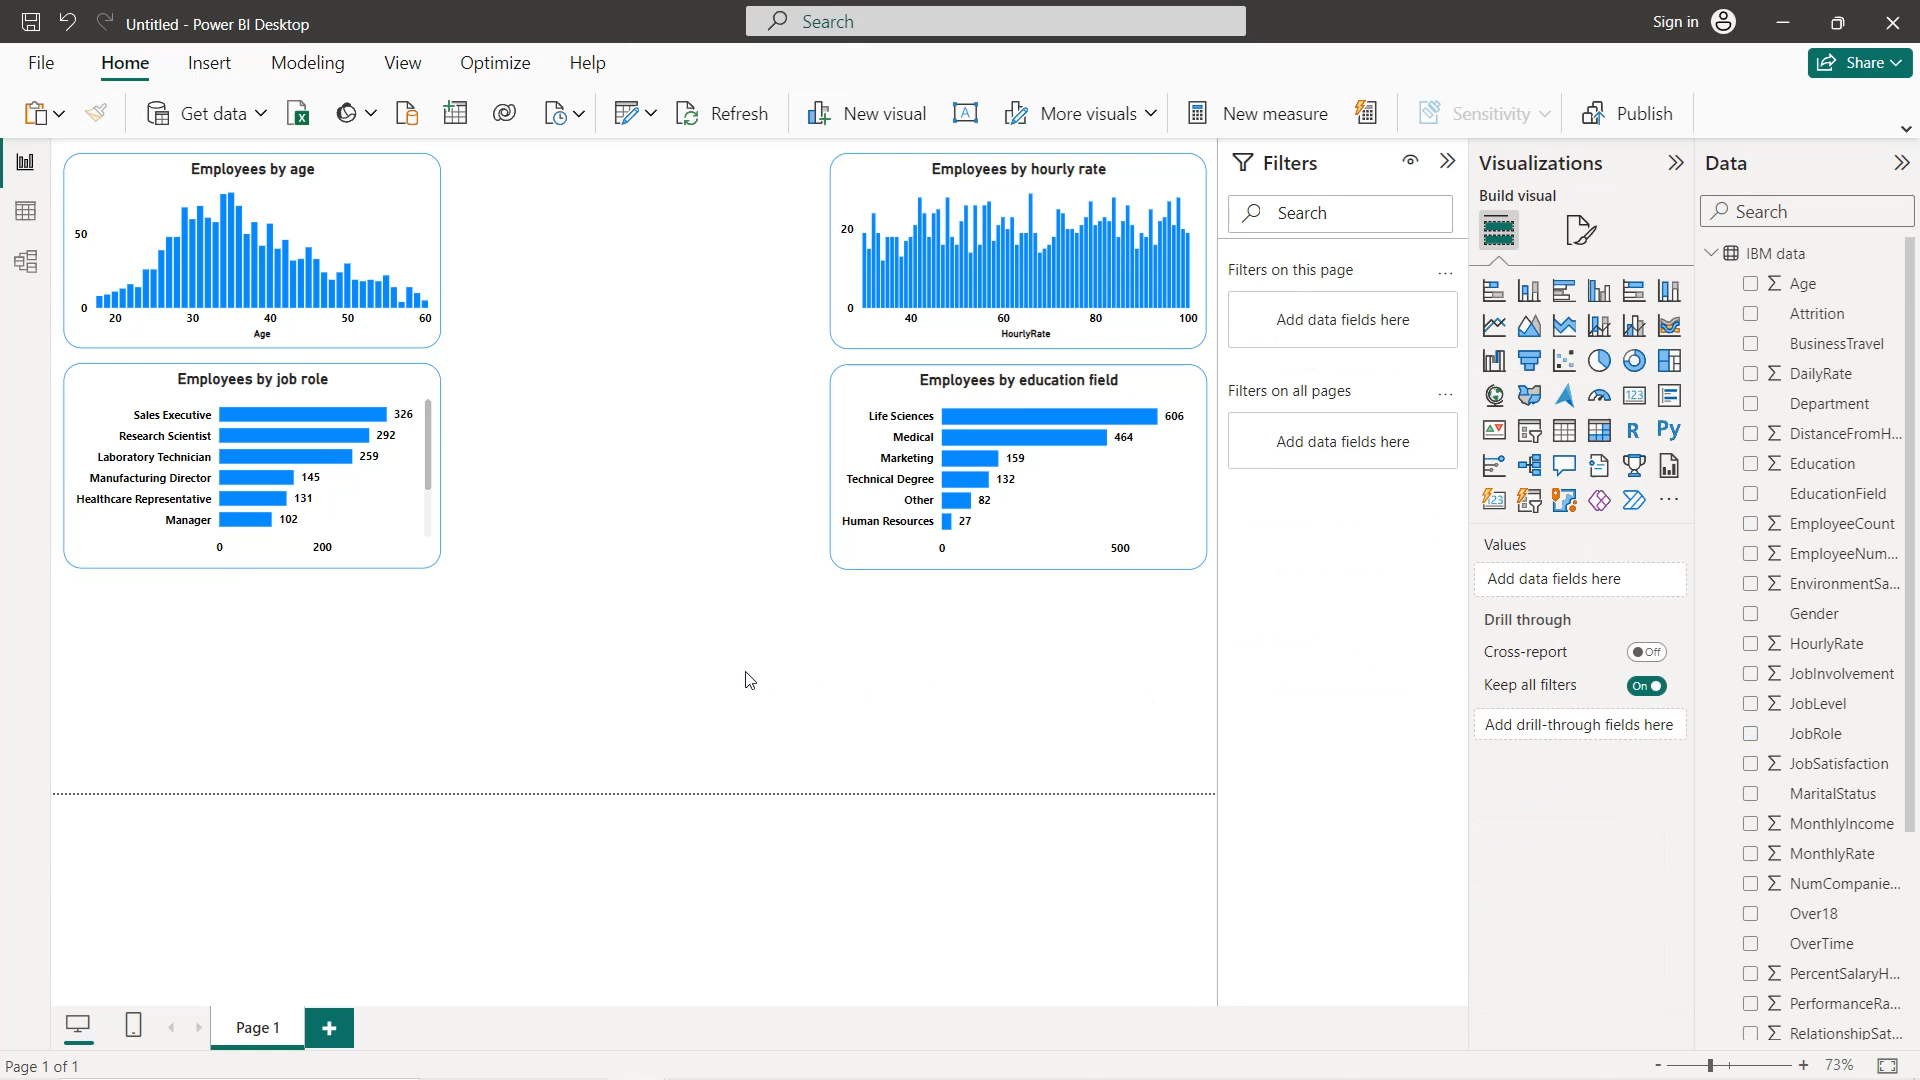 Untitled - Power BI Desktop
Search
Sign in
File
Home
Insert
Modeling
View
Optimize
Help
Share
Get data
Refresh
New visual
More visuals
New measure
Sensitivity
Publish
Employees by age
50
0
20 30 40 50 60
Age
Employees by hourly rate
20
0
40 60 80 100
HourlyRate
Employees by job role
Sales Executive 326
Research Scientist 292
Laboratory Technician 259
Manufacturing Director 145
Healthcare Representative 131
Manager 102
0 200
Employees by education field
Life Sciences 606
Medical 464
Marketing 159
Technical Degree 132
Other 82
Human Resources 27
0 500
Filters
Search
Filters on this page ...
Add data fields here
Filters on all pages ...
Add data fields here
Visualizations
Build visual
123
R
Py
123
...
Values
Add data fields here
Drill through
Cross-report Off
Keep all filters On
Add drill-through fields here
Data
Search
IBM data
Σ Age
Attrition
BusinessTravel
Σ DailyRate
Department
Σ DistanceFromH...
Σ Education
EducationField
Σ EmployeeCount
Σ EmployeeNum...
Σ EnvironmentSa...
Gender
Σ HourlyRate
Σ JobInvolvement
Σ JobLevel
JobRole
Σ JobSatisfaction
MaritalStatus
Σ MonthlyIncome
Σ MonthlyRate
Σ NumCompanie...
Over18
OverTime
Σ PercentSalaryH...
Σ PerformanceRa...
Σ RelationshipSat...
Page 1
+
Page 1 of 1
- + 73%